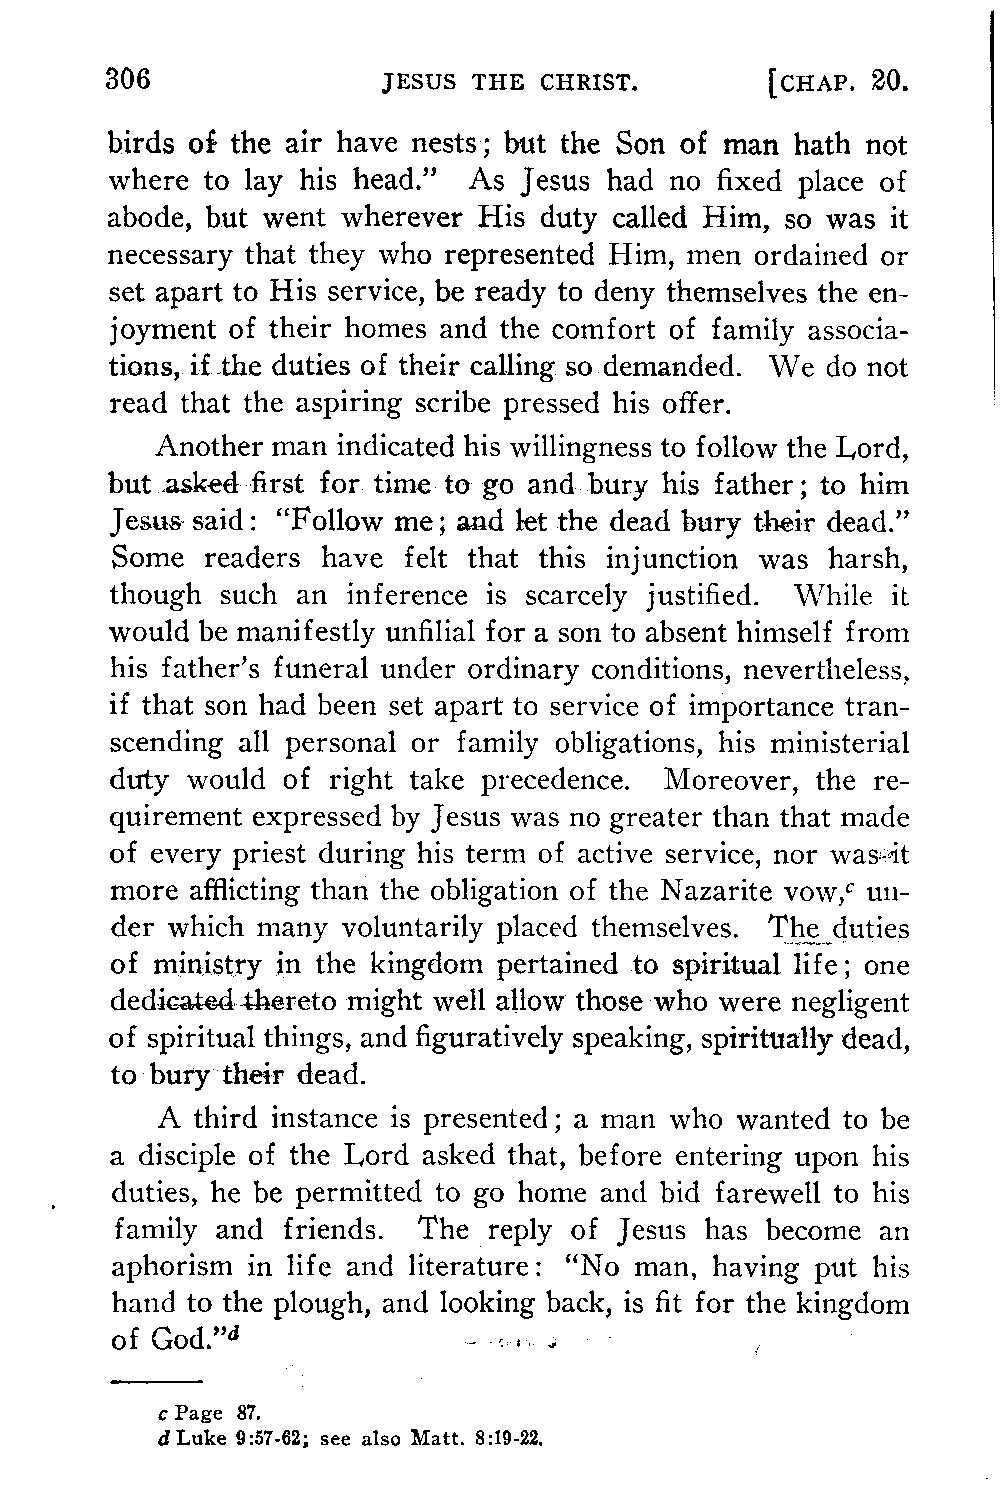 306 JESUS THE CHRIST. [CHAP. 20.
birds of the air have nests; but the Son of man hath not
where to lay his head." As Jesus had no fixed place of
abode, but went wherever His duty called Him, so was it
necessary that they who represented Him, men ordained or
set apart to His service, be ready to deny themselves the en-
joyment of their homes and the comfort of family associa-
tions, if the duties of their calling so demanded. We do not
read that the aspiring scribe pressed his offer.
Another man indicated his willingness to follow the Lord,
but asked first for time to go and bury his father; to him
Jesus said: "Follow me; and let the dead bury their dead."
Some readers have felt that this injunction was harsh,
though such an inference is scarcely justified. While it
would be manifestly unfilial for a son to absent himself from
his father's funeral under ordinary conditions, nevertheless,
if that son had been set apart to service of importance tran-
scending all personal or family obligations, his ministerial
duty would of right take precedence. Moreover, the re-
quirement expressed by Jesus was no greater than that made
of every priest during his term of active service, nor was it
more afflicting than the obligation of the Nazarite vow,c un-
der which many voluntarily placed themselves. The duties
of ministry in the kingdom pertained to spiritual life; one
dedicated thereto might well allow those who were negligent
of spiritual things, and figuratively speaking, spiritually dead,
to bury their dead.
A third instance is presented; a man who wanted to be
a disciple of the Lord asked that, before entering upon his
duties, he be permitted to go home and bid farewell to his
family and friends. The reply of Jesus has become an
aphorism in life and literature: "No man, having put his
hand to the plough, and looking back, is fit for the kingdom
of God."d
c Page 87.
d Luke 9:57-62; see also Matt. 8:19-22.